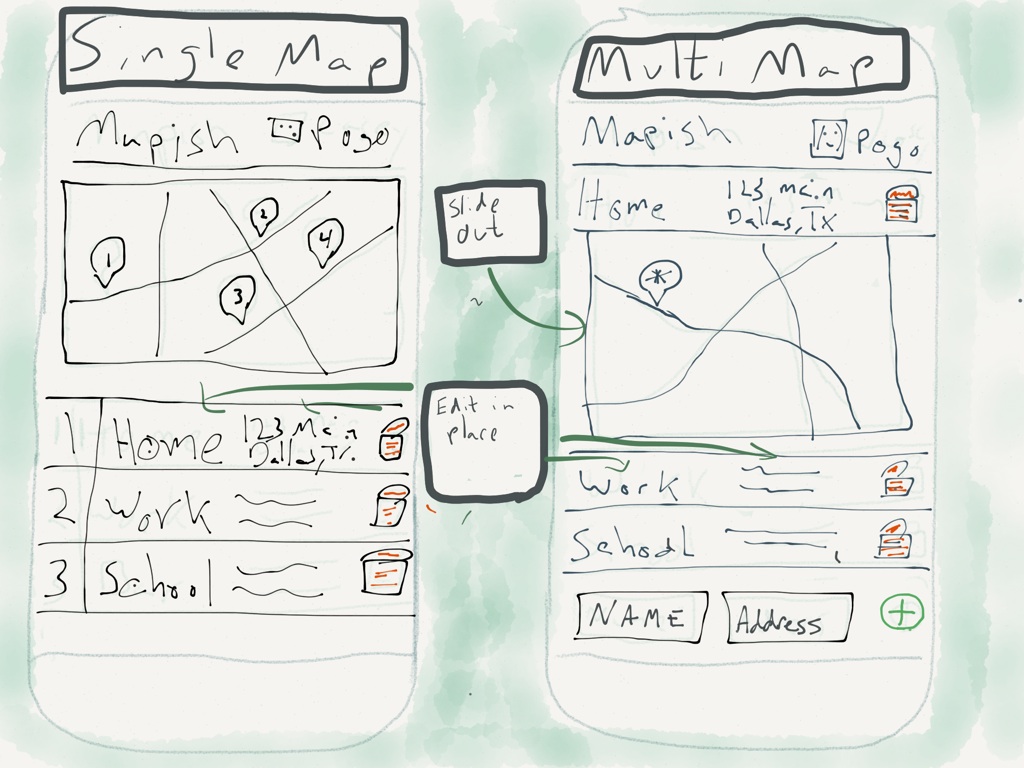 Single Map
Mapish Pogo
1
2
3
4
1 Home 123 Main
Dallas, Tx.
2 Work
3 School
Slide
out
Edit in
place
Multi Map
Mapish Pogo
Home 123 Main
Dallas, TX
*
Work
School
NAME Address +